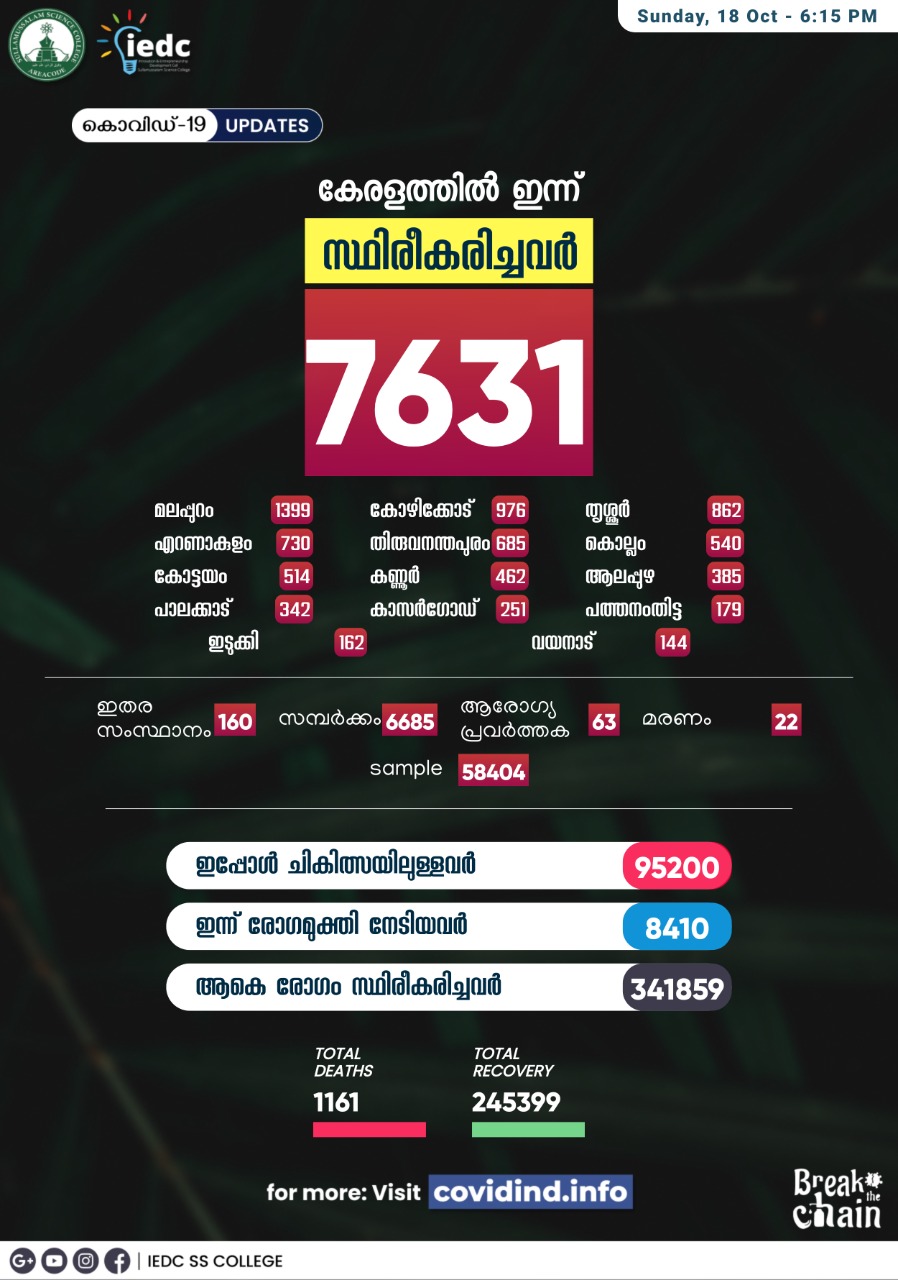 Sunday, 18 Oct - 6:15 PM
SULLAMUSSALAM SCIENCE COLLEGE
AREACODE
iedc
കൊവിഡ്-19 UPDATES
കേരളത്തിൽ ഇന്ന്
സ്ഥിരീകരിച്ചവർ
7631
മലപ്പുറം 1399 കോഴിക്കോട് 976 തൃശ്ശൂർ 862
എറണാകുളം 730 തിരുവനന്തപുരം 685 കൊല്ലം 540
കോട്ടയം 514 കണ്ണൂർ 462 ആലപ്പുഴ 385
പാലക്കാട് 342 കാസർഗോഡ് 251 പത്തനംതിട്ട 179
ഇടുക്കി 162 വയനാട് 144
ഇതര
സംസ്ഥാനം 160
സമ്പർക്കം 6685
ആരോഗ്യ
പ്രവർത്തക 63
മരണം 22
sample 58404
ഇപ്പോൾ ചികിത്സയിലുള്ളവർ 95200
ഇന്ന് രോഗമുക്തി നേടിയവർ 8410
ആകെ രോഗം സ്ഥിരീകരിച്ചവർ 341859
TOTAL
DEATHS
1161
TOTAL
RECOVERY
245399
for more: Visit covidind.info
Break
the
chain
G+ f | IEDC SS COLLEGE